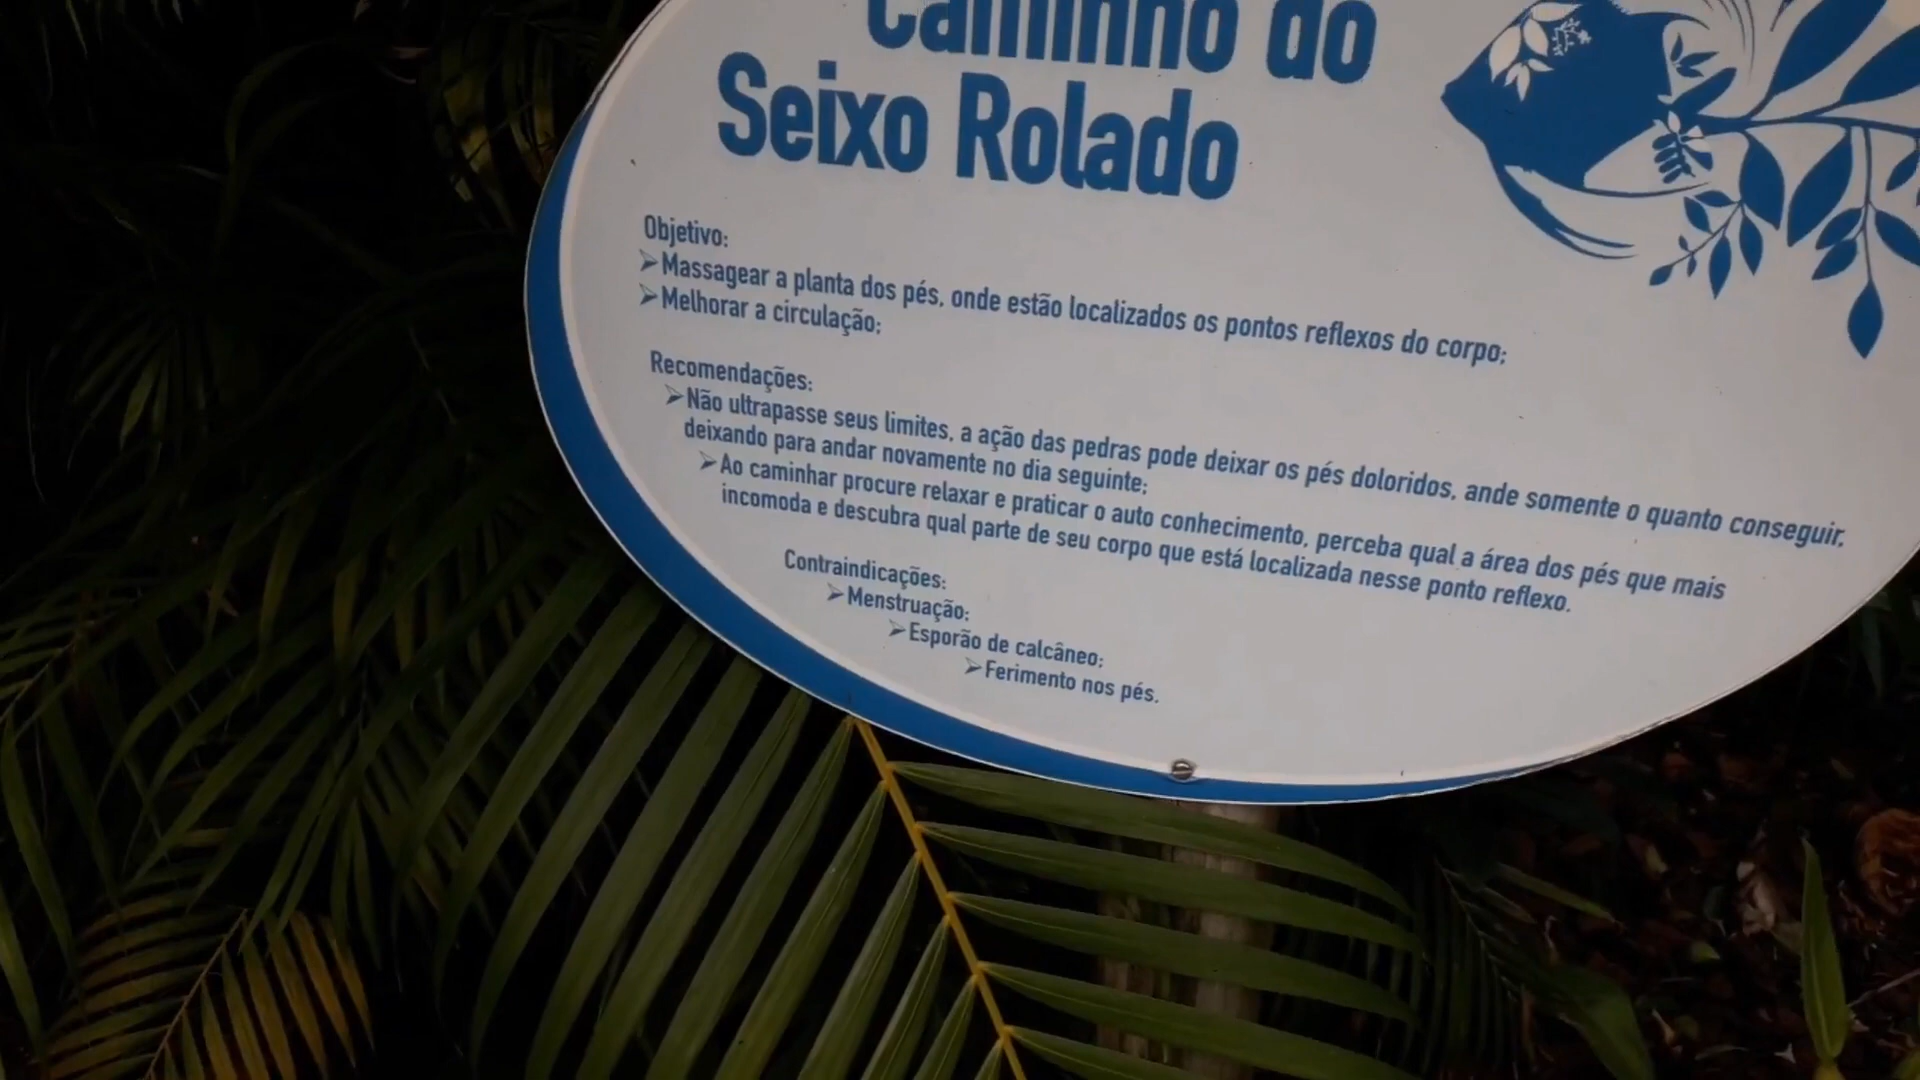 Caminho do
Seixo Rolado
Objetivo:
➢Massagear a planta dos pés, onde estão localizados os pontos reflexos do corpo;
➢Melhorar a circulação;
Recomendações:
➢Não ultrapasse seus limites, a ação das pedras pode deixar os pés doloridos, ande somente o quanto conseguir,
deixando para andar novamente no dia seguinte;
➢Ao caminhar procure relaxar e praticar o auto conhecimento, perceba qual a área dos pés que mais
incomoda e descubra qual parte de seu corpo que está localizada nesse ponto reflexo.
Contraindicações:
➢Menstruação;
➢Esporão de calcâneo;
➢Ferimento nos pés.